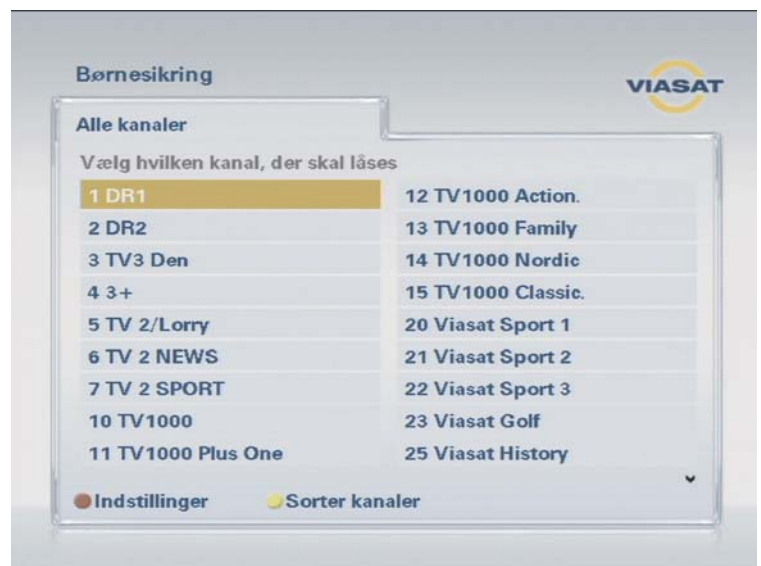 Børnesikring
VIASAT
Alle kanaler
Vælg hvilken kanal, der skal låses
1 DR1
2 DR2
3 TV3 Den
4 3+
5 TV 2/Lorry
6 TV 2 NEWS
7 TV 2 SPORT
10 TV1000
11 TV1000 Plus One
12 TV1000 Action.
13 TV1000 Family
14 TV1000 Nordic
15 TV1000 Classic.
20 Viasat Sport 1
21 Viasat Sport 2
22 Viasat Sport 3
23 Viasat Golf
25 Viasat History
Indstillinger
Sorter kanaler